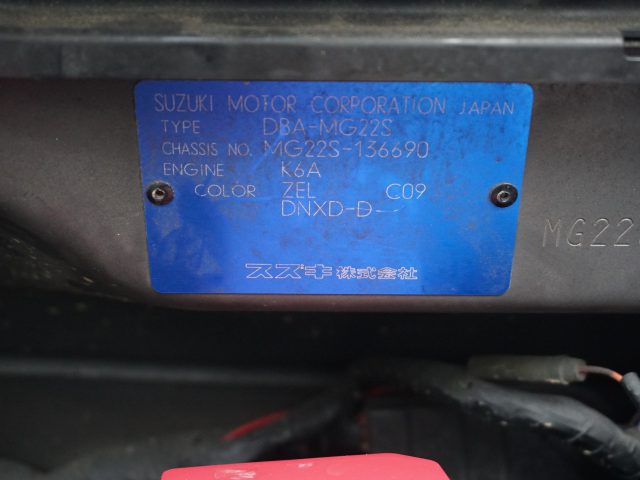 SUZUKI MOTOR CORPORATION JAPAN
TYPE DBA-MG22S
CHASSIS NO. MG22S-136690
ENGINE K6A
COLOR ZEL C09
DNXD-D
スズキ株式会社
MG22